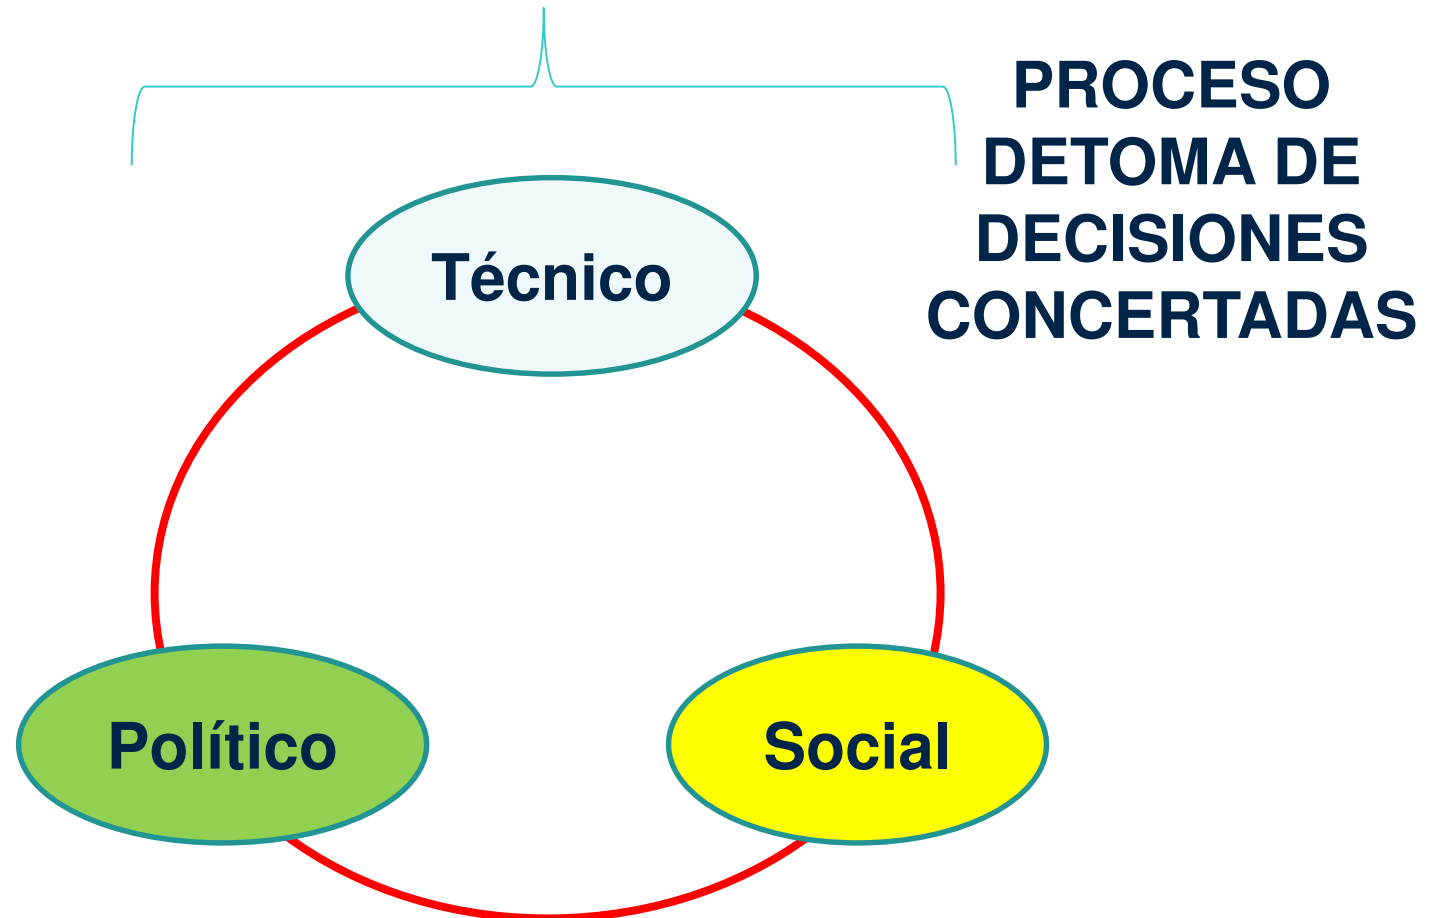 PROCESO
DETOMA DE
DECISIONES
CONCERTADAS
Técnico
Político
Social